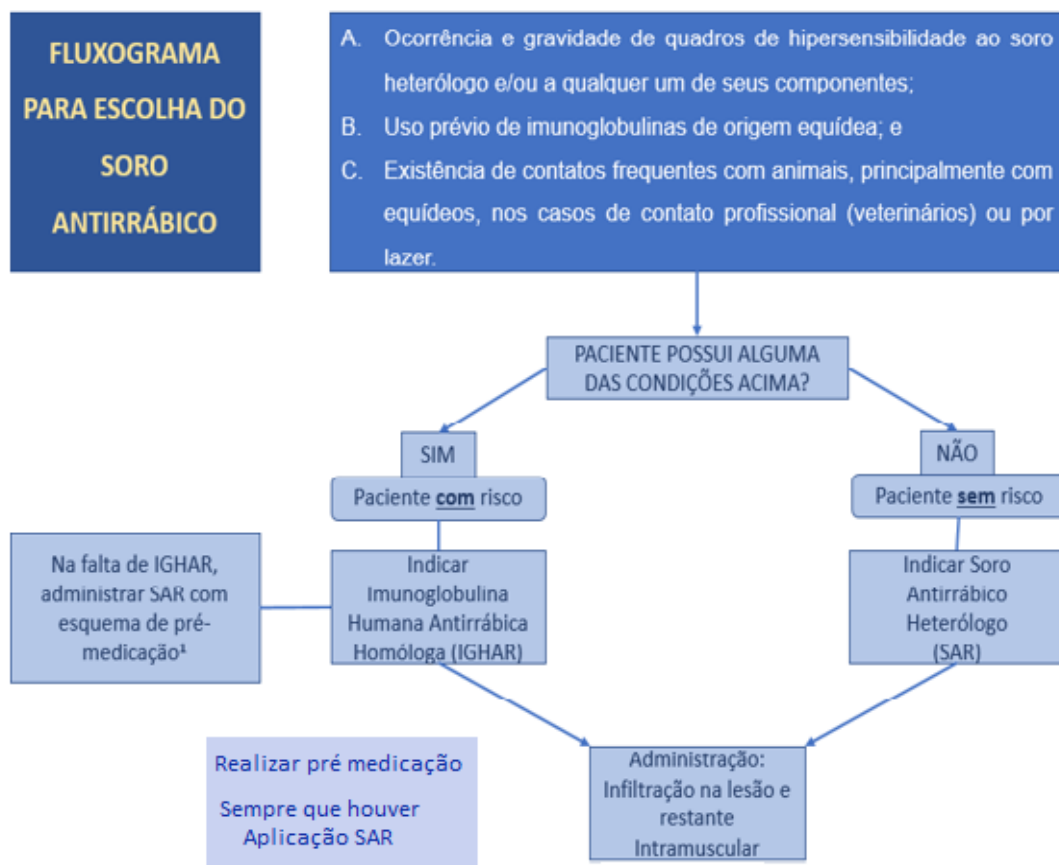 FLUXOGRAMA
PARA ESCOLHA DO
SORO
ANTIRRÁBICO
A. Ocorrência e gravidade de quadros de hipersensibilidade ao soro
heterólogo e/ou a qualquer um de seus componentes;
B. Uso prévio de imunoglobulinas de origem equídea; e
C. Existência de contatos frequentes com animais, principalmente com
equídeos, nos casos de contato profissional (veterinários) ou por
lazer.
PACIENTE POSSUI ALGUMA
DAS CONDIÇÕES ACIMA?
SIM
Paciente com risco
NÃO
Paciente sem risco
Na falta de IGHAR,
administrar SAR com
esquema de pré-
medicação¹
Indicar
Imunoglobulina
Humana Antirrábica
Homóloga (IGHAR)
Indicar Soro
Antirrábico
Heterólogo
(SAR)
Realizar pré medicação
Sempre que houver
Aplicação SAR
Administração:
Infiltração na lesão e
restante
Intramuscular